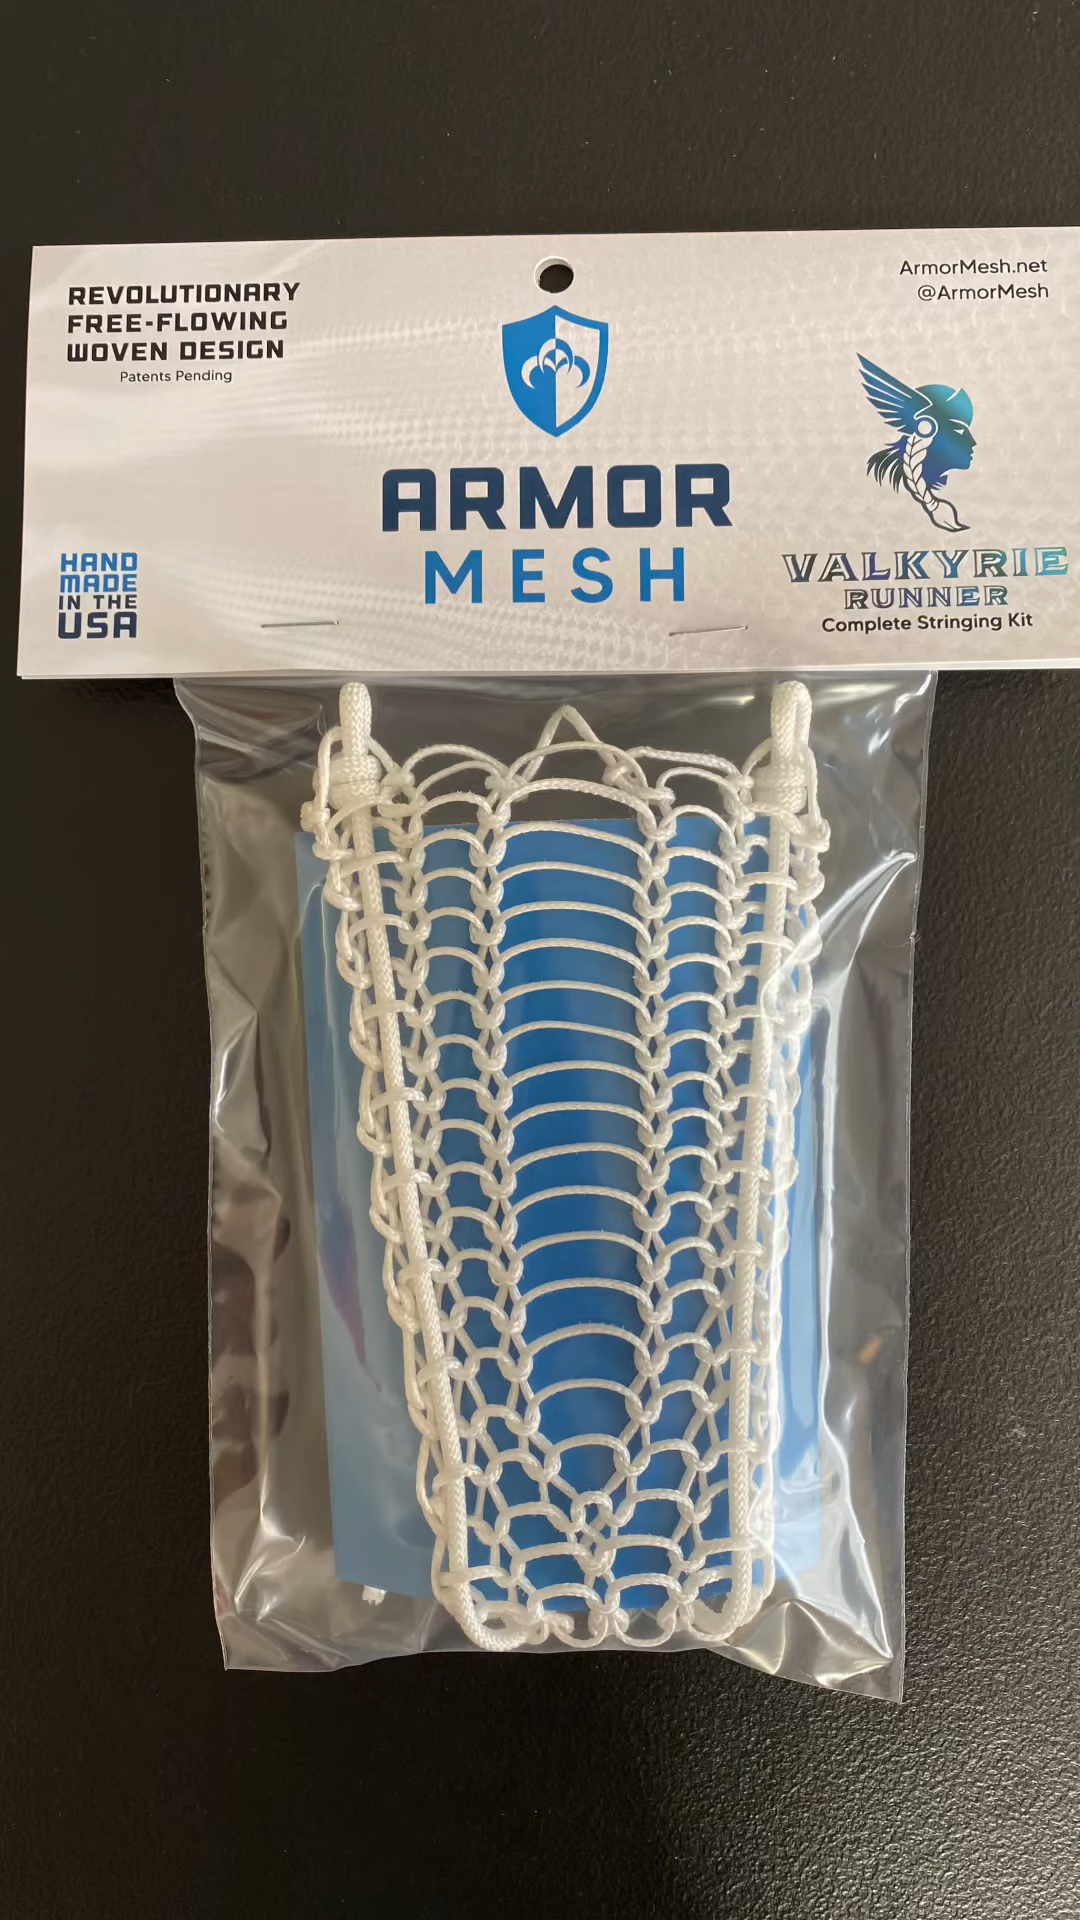 REVOLUTIONARY
FREE-FLOWING
WOVEN DESIGN
Patents Pending
ArmorMesh.net
@ArmorMesh
ARMOR
MESH
HAND
MADE
IN THE
USA
VALKYRIE
RUNNER
Complete Stringing Kit